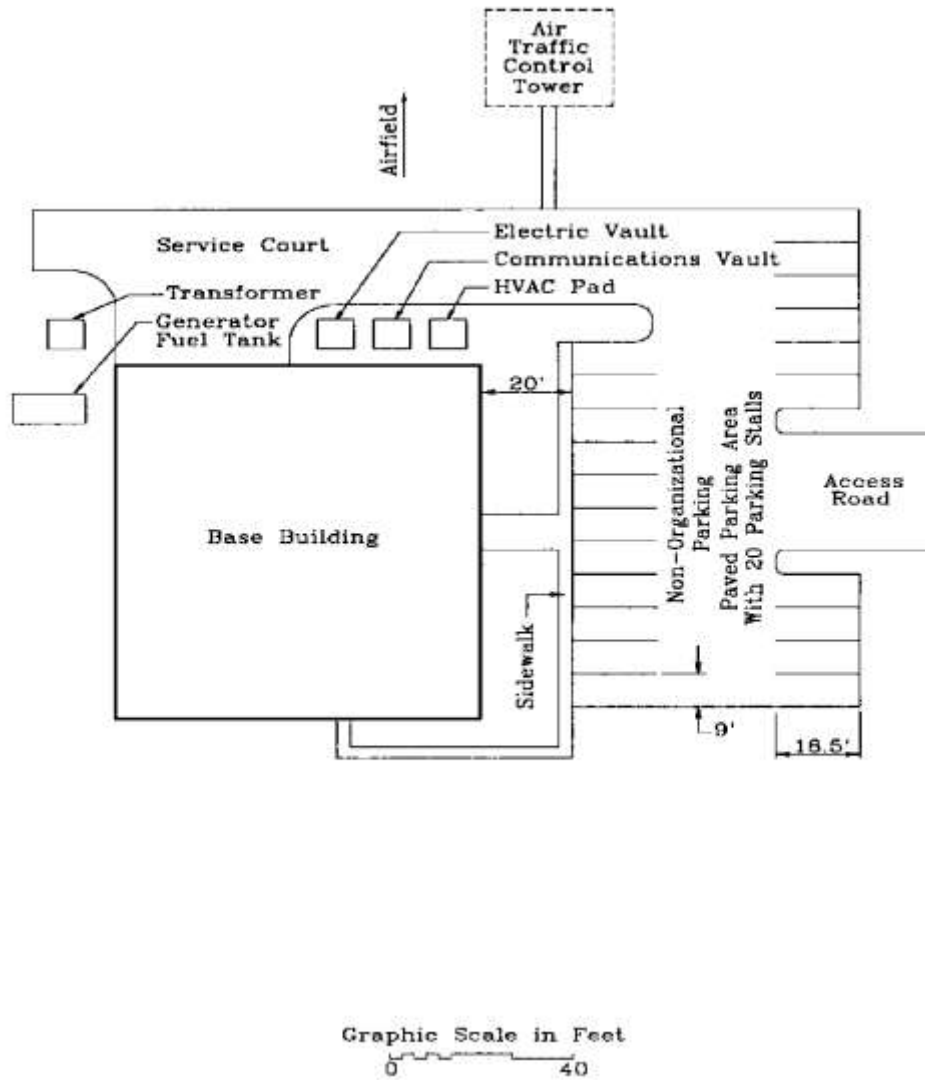 Air
Traffic
Control
Tower
Airfield
Service Court
Electric Vault
Communications Vault
HVAC Pad
Transformer
Generator
Fuel Tank
20'
Base Building
Non-Organizational
Parking
Paved Parking Area
With 20 Parking Stalls
Access
Road
Sidewalk
9'
18.5'
Graphic Scale in Feet
0 40